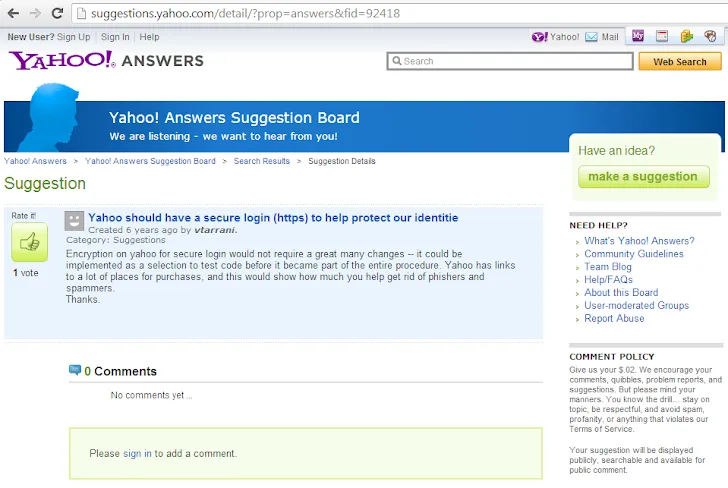 suggestions.yahoo.com/detail/?prop=answers&fid=92418
New User? Sign Up | Sign In | Help
Y! Yahoo! Mail My
YAHOO! ANSWERS
Search
Web Search
Yahoo! Answers Suggestion Board
We are listening - we want to hear from you!
Yahoo! Answers > Yahoo! Answers Suggestion Board > Search Results > Suggestion Details
Suggestion
Rate it!
1 vote
Yahoo should have a secure login (https) to help protect our identitie
Created 6 years ago by vtarrani.
Category: Suggestions
Encryption on yahoo for secure login would not require a great many changes -- it could be
implemented as a selection to test code before it became part of the entire procedure. Yahoo has links
to a lot of places for purchases, and this would show how much you help get rid of phishers and
spammers.
Thanks.
0 Comments
No comments yet ...
Please sign in to add a comment.
Have an idea?
make a suggestion
NEED HELP?
What's Yahoo! Answers?
Community Guidelines
Team Blog
Help/FAQs
About this Board
User-moderated Groups
Report Abuse
COMMENT POLICY
Give us your $.02. We encourage your
comments, quibbles, problem reports, and
suggestions. But please mind your
manners. You know the drill... stay on
topic, be respectful, and avoid spam,
profanity, or anything that violates our
Terms of Service.
Your suggestion will be displayed
publicly, searchable and available for
public comment.